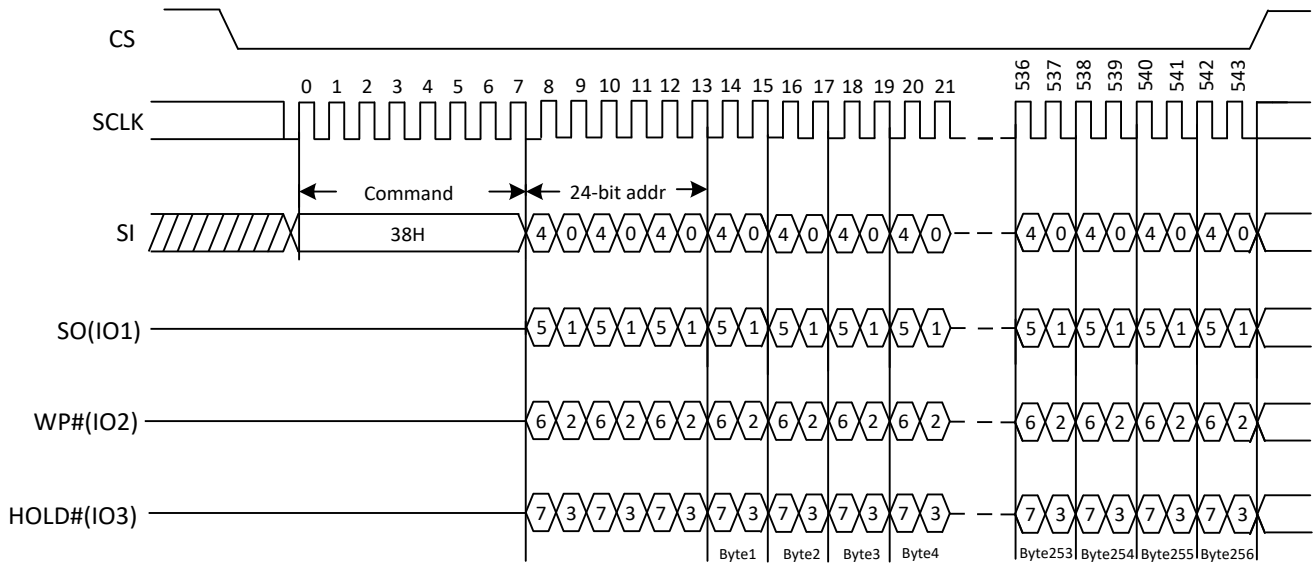 CS
0 1 2 3 4 5 6 7 8 9 10 11 12 13 14 15 16 17 18 19 20 21 536 537 538 539 540 541 542 543
SCLK
Command 24-bit addr
SI 38H 4 0 4 0 4 0 4 0 4 0 4 0 4 0 4 0 4 0 4 0 4 0
SO(IO1) 5 1 5 1 5 1 5 1 5 1 5 1 5 1 5 1 5 1 5 1 5 1
WP#(IO2) 6 2 6 2 6 2 6 2 6 2 6 2 6 2 6 2 6 2 6 2 6 2
HOLD#(IO3) 7 3 7 3 7 3 7 3 7 3 7 3 7 3 7 3 7 3 7 3 7 3
Byte1 Byte2 Byte3 Byte4 Byte253 Byte254 Byte255 Byte256